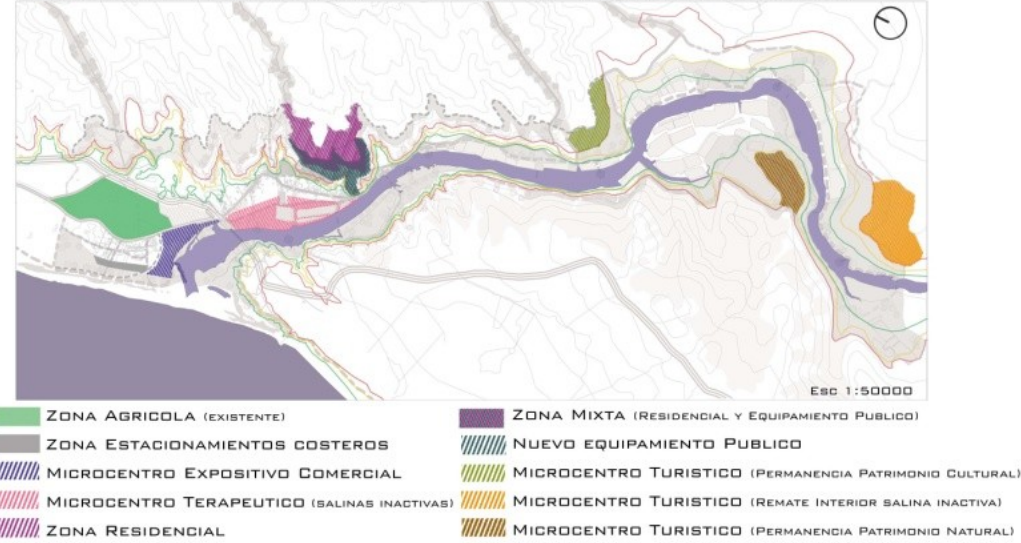 Esc 1:50000
Zona Agricola (existente)
Zona Estacionamientos costeros
Microcentro Expositivo Comercial
Microcentro Terapeutico (salinas inactivas)
Zona Residencial
Zona Mixta (Residencial y Equipamiento Publico)
Nuevo equipamiento Publico
Microcentro Turistico (Permanencia Patrimonio Cultural)
Microcentro Turistico (Remate Interior salina inactiva)
Microcentro Turistico (Permanencia Patrimonio Natural)